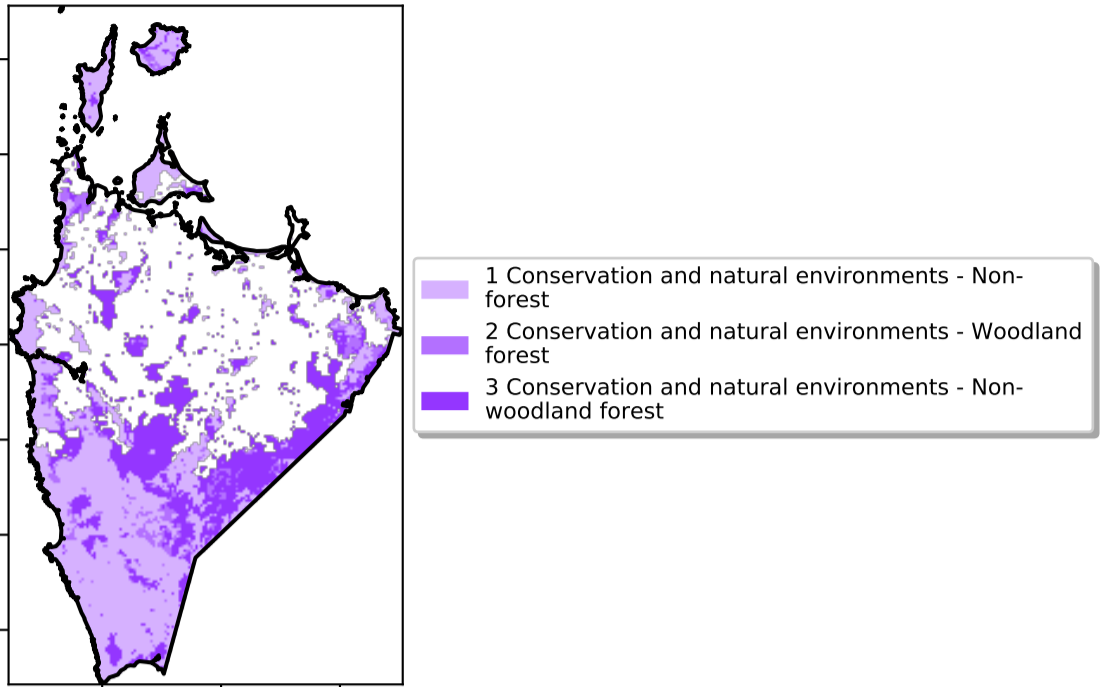 1 Conservation and natural environments - Non-
forest
2 Conservation and natural environments - Woodland
forest
3 Conservation and natural environments - Non-
woodland forest